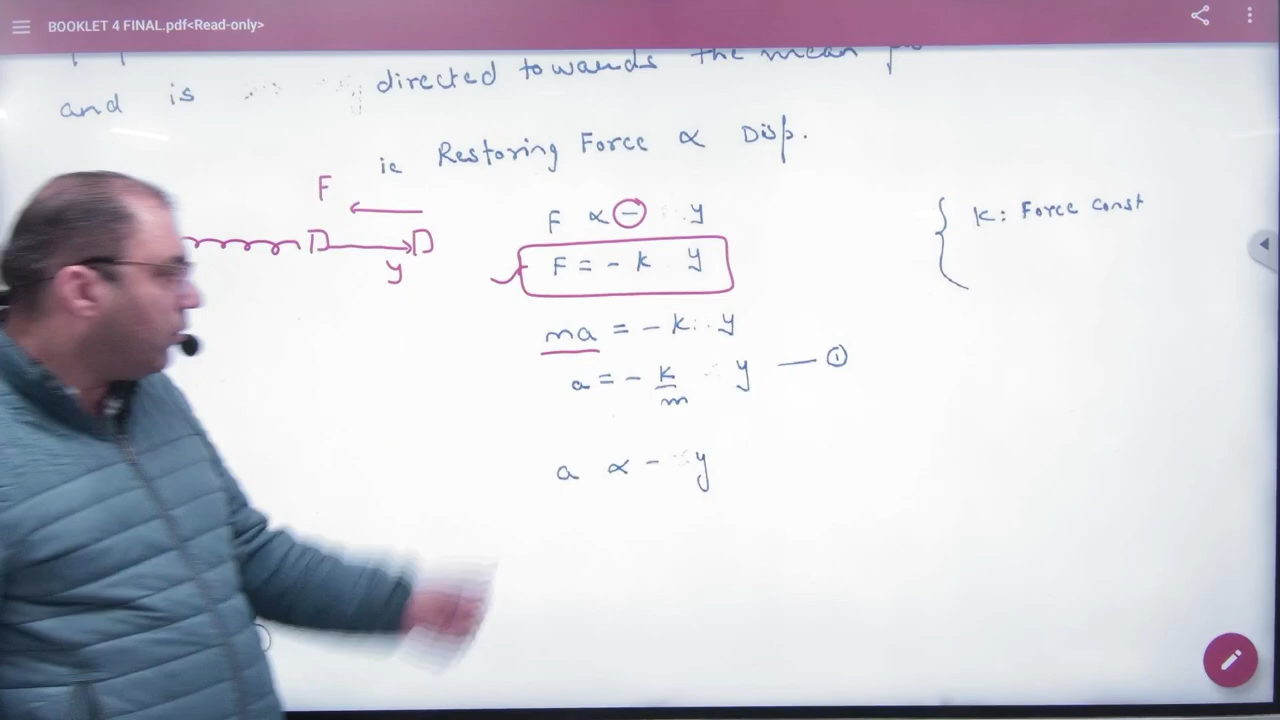 BOOKLET 4 FINAL.pdf<Read-only>
directed towards the mean
and is
ie Restoring Force ∝ Disp.
F
F ∝ - y
K: Force const
y
F = - k y
ma = - k y
a = - k/m y — ①
a ∝ - y